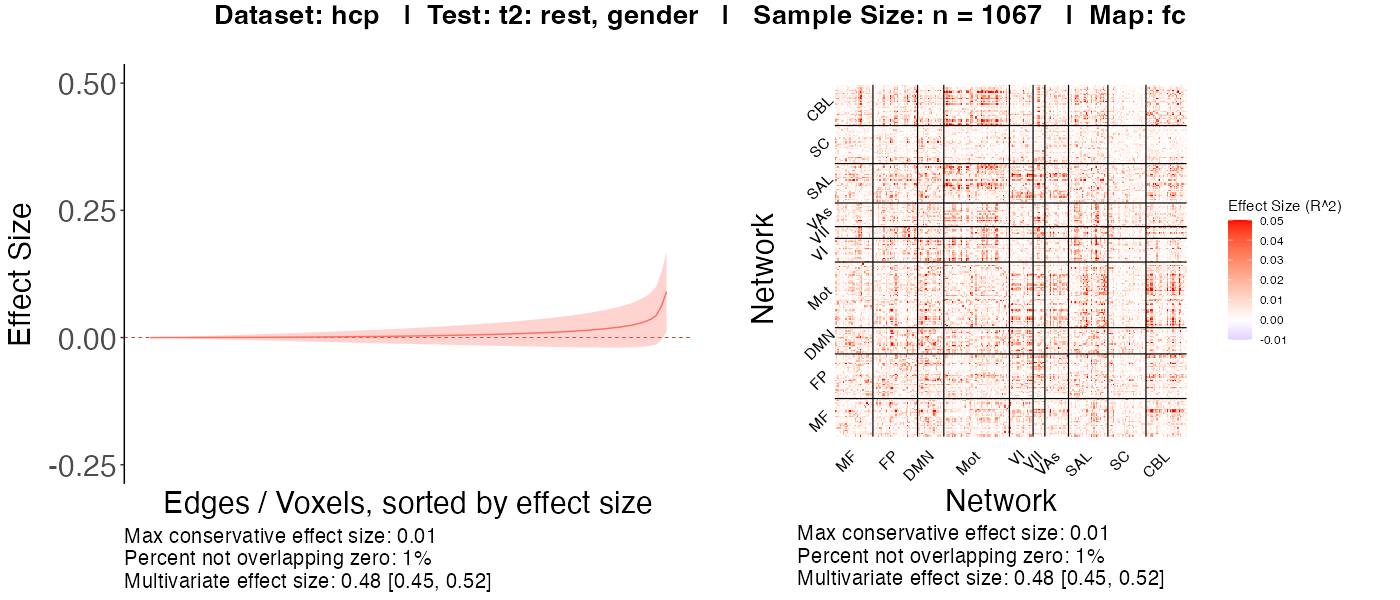 Dataset: hcp | Test: t2: rest, gender | Sample Size: n = 1067 | Map: fc
Effect Size
0.50
0.25
0.00
-0.25
Edges / Voxels, sorted by effect size
Max conservative effect size: 0.01
Percent not overlapping zero: 1%
Multivariate effect size: 0.48 [0.45, 0.52]
Network
CBL
SC
SAL
VAs
VII
VI
Mot
DMN
FP
MF
MF
FP
DMN
Mot
VI
VII
VAs
SAL
SC
CBL
Network
Max conservative effect size: 0.01
Percent not overlapping zero: 1%
Multivariate effect size: 0.48 [0.45, 0.52]
Effect Size (R^2)
0.05
0.04
0.03
0.02
0.01
0.00
-0.01